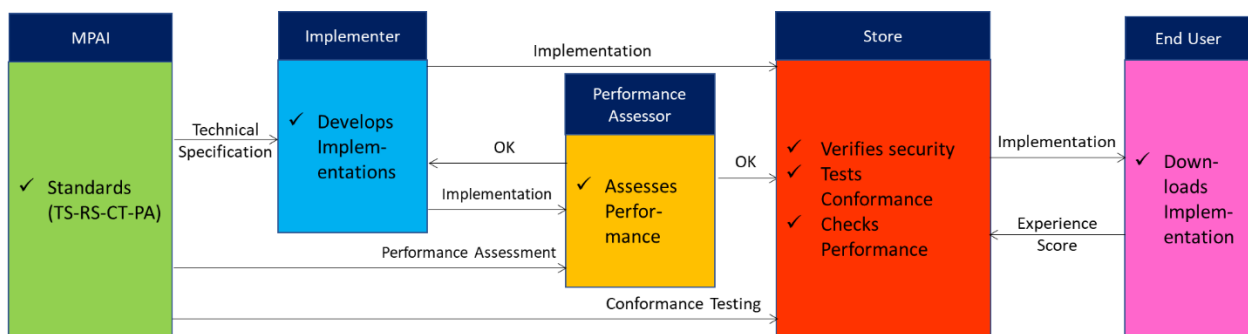 MPAI
✓ Standards
(TS-RS-CT-PA)
Technical
Specification
Implementer
✓ Develops
Implem-
entations
Implementation
OK
Implementation
Performance Assessment
Conformance Testing
Performance
Assessor
✓ Assesses
Perfor-
mance
OK
Store
✓ Verifies security
✓ Tests
Conformance
✓ Checks
Performance
Implementation
Experience
Score
End User
✓ Down-
loads
Implem-
entation